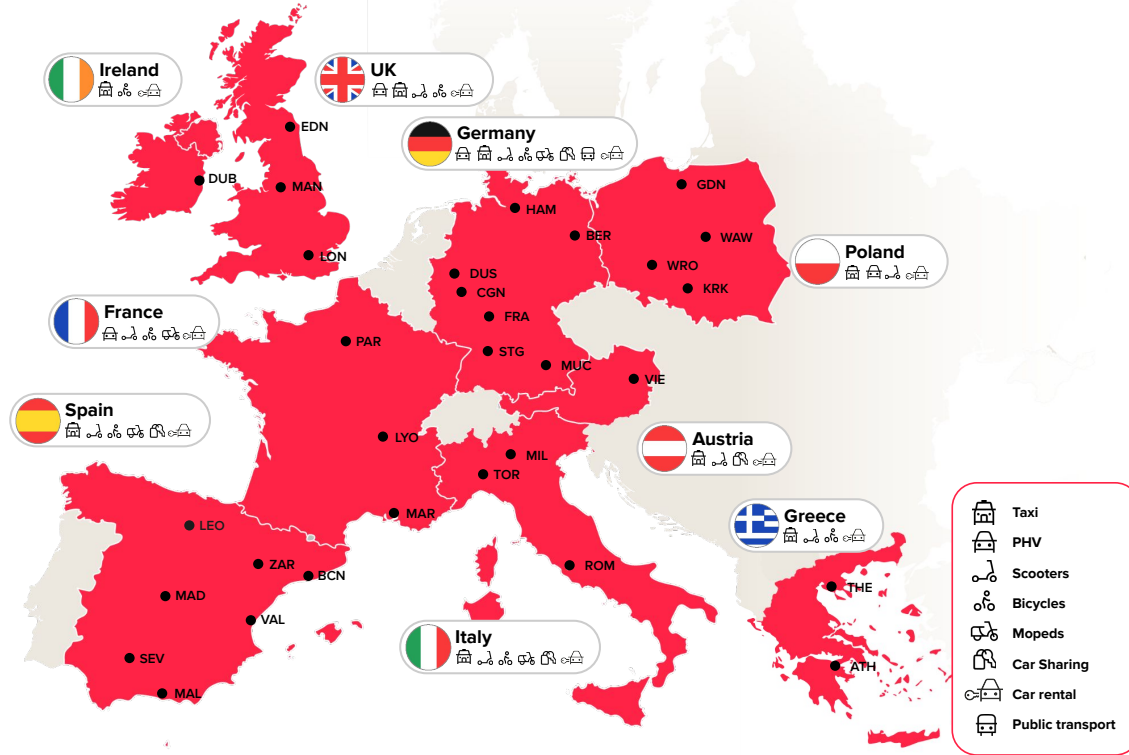 Ireland
UK
EDN
Germany
DUB
MAN
GDN
HAM
BER
WAW
LON
Poland
DUS
WRO
CGN
KRK
France
FRA
PAR
STG
MUC
VIE
Spain
LYO
Austria
MIL
TOR
MAR
Greece
LEO
ZAR
BCN
ROM
THE
MAD
VAL
Italy
SEV
ATH
MAL
Taxi
PHV
Scooters
Bicycles
Mopeds
Car Sharing
Car rental
Public transport